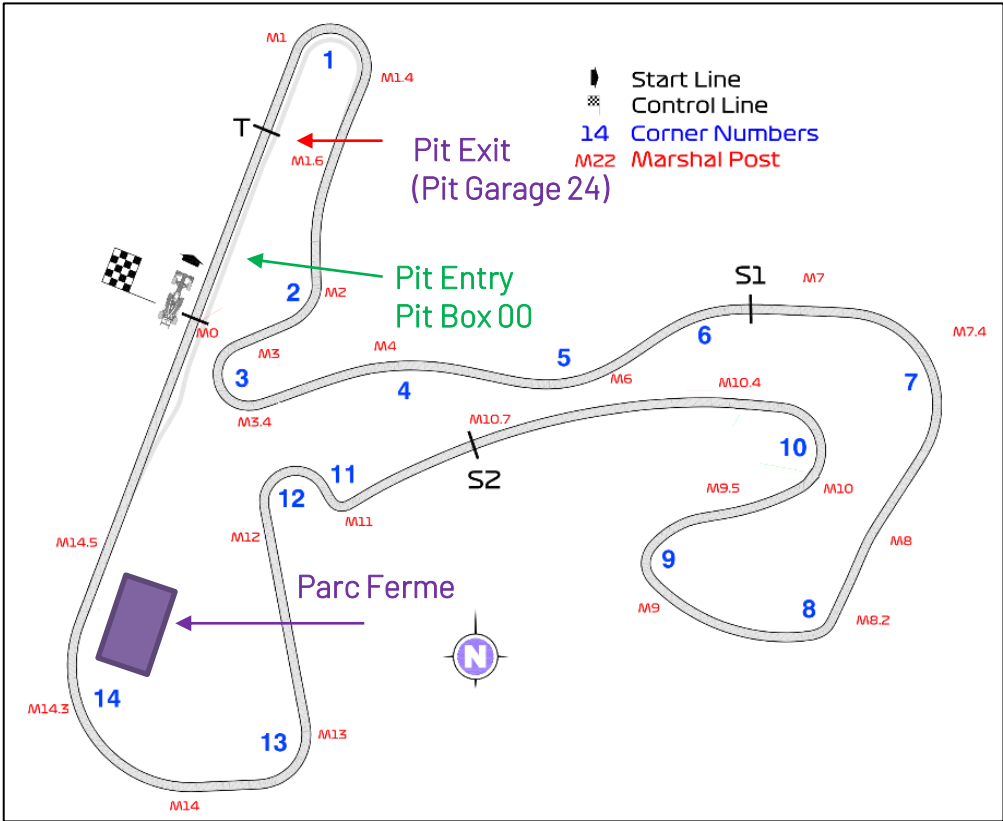 M1
1
M1.4
Start Line
Control Line
14 Corner Numbers
M22 Marshal Post
T
M1.6
Pit Exit
(Pit Garage 24)
Pit Entry
Pit Box 00
2
M2
M0
M3
3
M3.4
M4
4
5
M6
6
S1
M7
M7.4
7
M10.4
M10.7
S2
10
M10
M9.5
11
12
M11
M12
9
M9
M8
8
M8.2
M14.5
Parc Ferme
N
14
M14.3
13
M13
M14